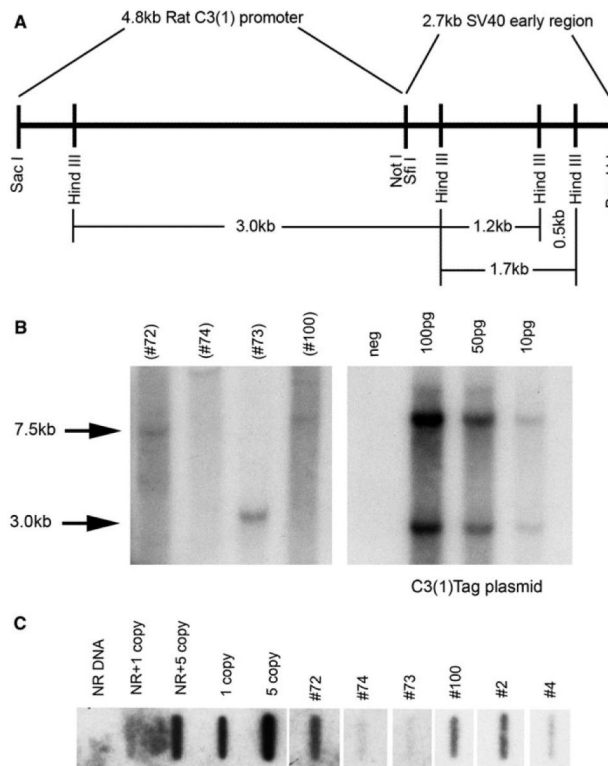 A
4.8kb Rat C3(1) promoter
2.7kb SV40 early region
Sac I
Hind III
Not I
Sfi I
Hind III
Hind III
Hind III
3.0kb
1.2kb
0.5kb
1.7kb
B
(#72)
(#74)
(#73)
(#100)
neg
100pg
50pg
10pg
7.5kb
3.0kb
C3(1)Tag plasmid
C
NR DNA
NR+1 copy
NR+5 copy
1 copy
5 copy
#72
#74
#73
#100
#2
#4